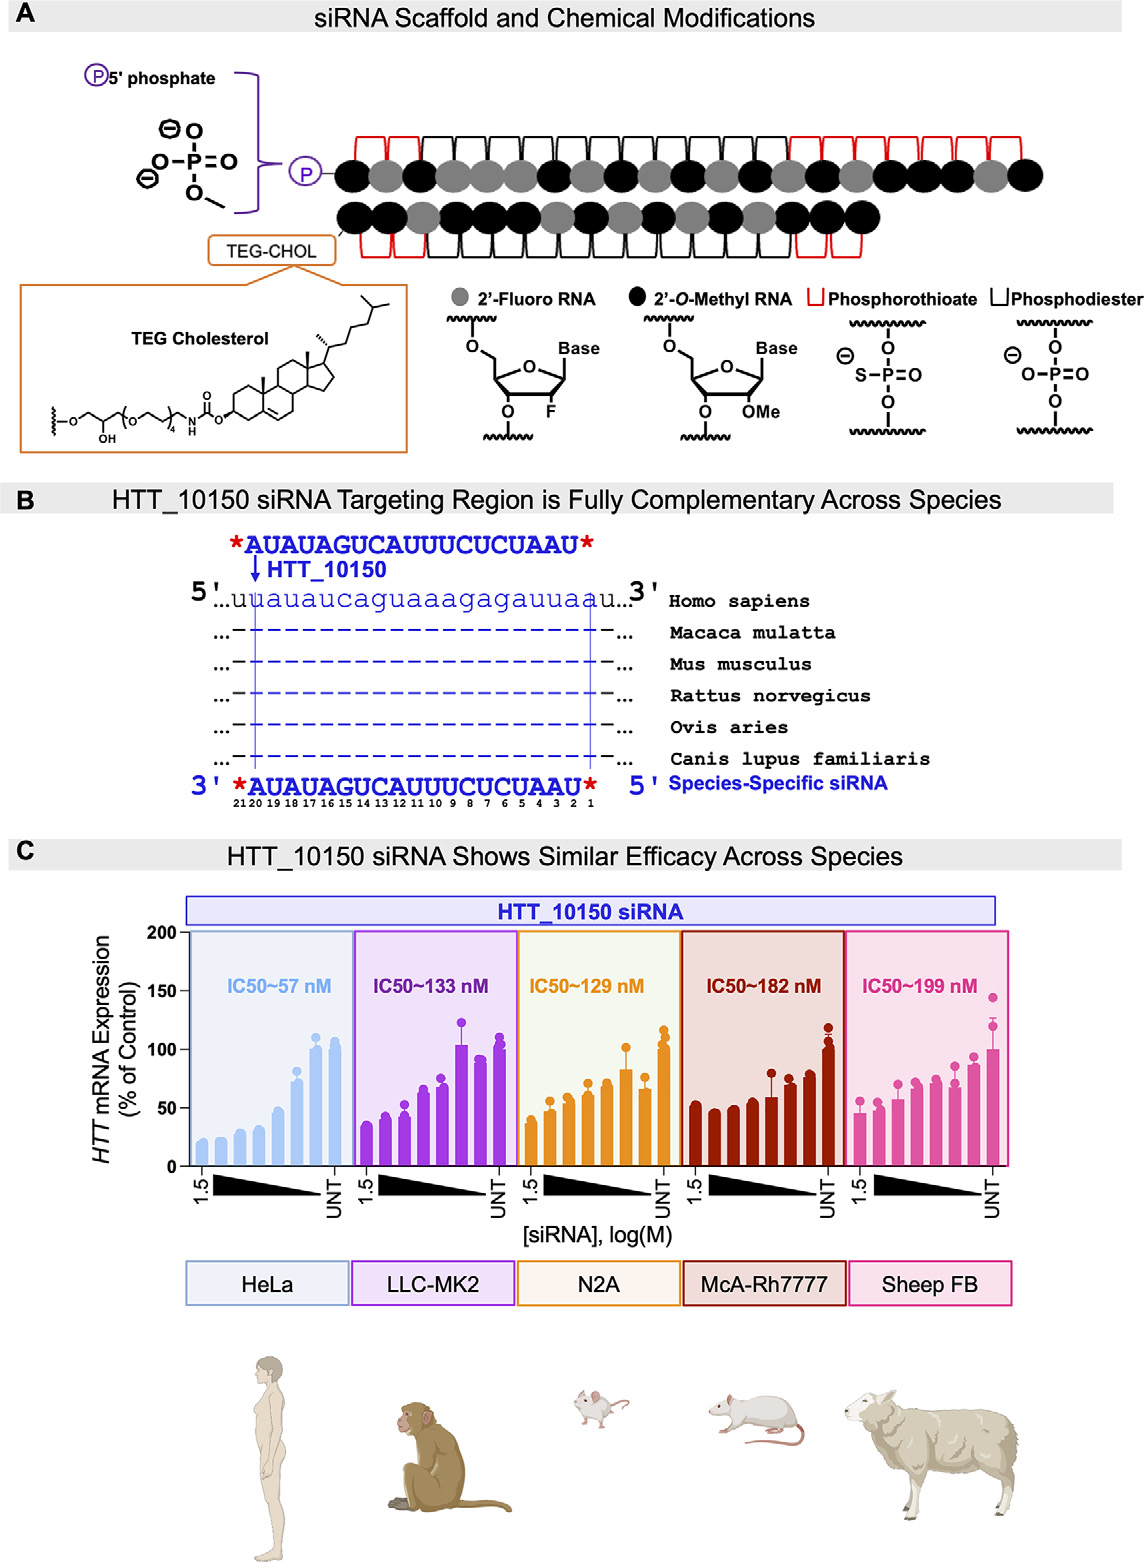 A
siRNA Scaffold and Chemical Modifications
P 5' phosphate
O
O P O
O
P
TEG-CHOL
TEG Cholesterol
O
OH
O
4
N
H
O
O
2'-Fluoro RNA
2'-O-Methyl RNA
Phosphorothioate
Phosphodiester
O
Base
O
O
F
O
Base
O
O
OMe
O
S-P=O
O
O
O-P=O
O
B
HTT_10150 siRNA Targeting Region is Fully Complementary Across Species
*AUAUAGUCAUUUCUCUAAU*
HTT_10150
5' ...uuauaucaguaaagagauuaau...3' Homo sapiens
...– – – – – – – – – – – – – – – – – – – – –... Macaca mulatta
...– – – – – – – – – – – – – – – – – – – – –... Mus musculus
...– – – – – – – – – – – – – – – – – – – – –... Rattus norvegicus
...– – – – – – – – – – – – – – – – – – – – –... Ovis aries
...– – – – – – – – – – – – – – – – – – – – –... Canis lupus familiaris
3' *AUAUAGUCAUUUCUCUAAU* 5' Species-Specific siRNA
21 20 19 18 17 16 15 14 13 12 11 10 9 8 7 6 5 4 3 2 1
C
HTT_10150 siRNA Shows Similar Efficacy Across Species
HTT_10150 siRNA
HTT mRNA Expression
(% of Control)
200
150
100
50
0
IC50~57 nM
IC50~133 nM
IC50~129 nM
IC50~182 nM
IC50~199 nM
1.5 UNT
1.5 UNT
1.5 UNT
1.5 UNT
1.5 UNT
[siRNA], log(M)
HeLa
LLC-MK2
N2A
McA-Rh7777
Sheep FB